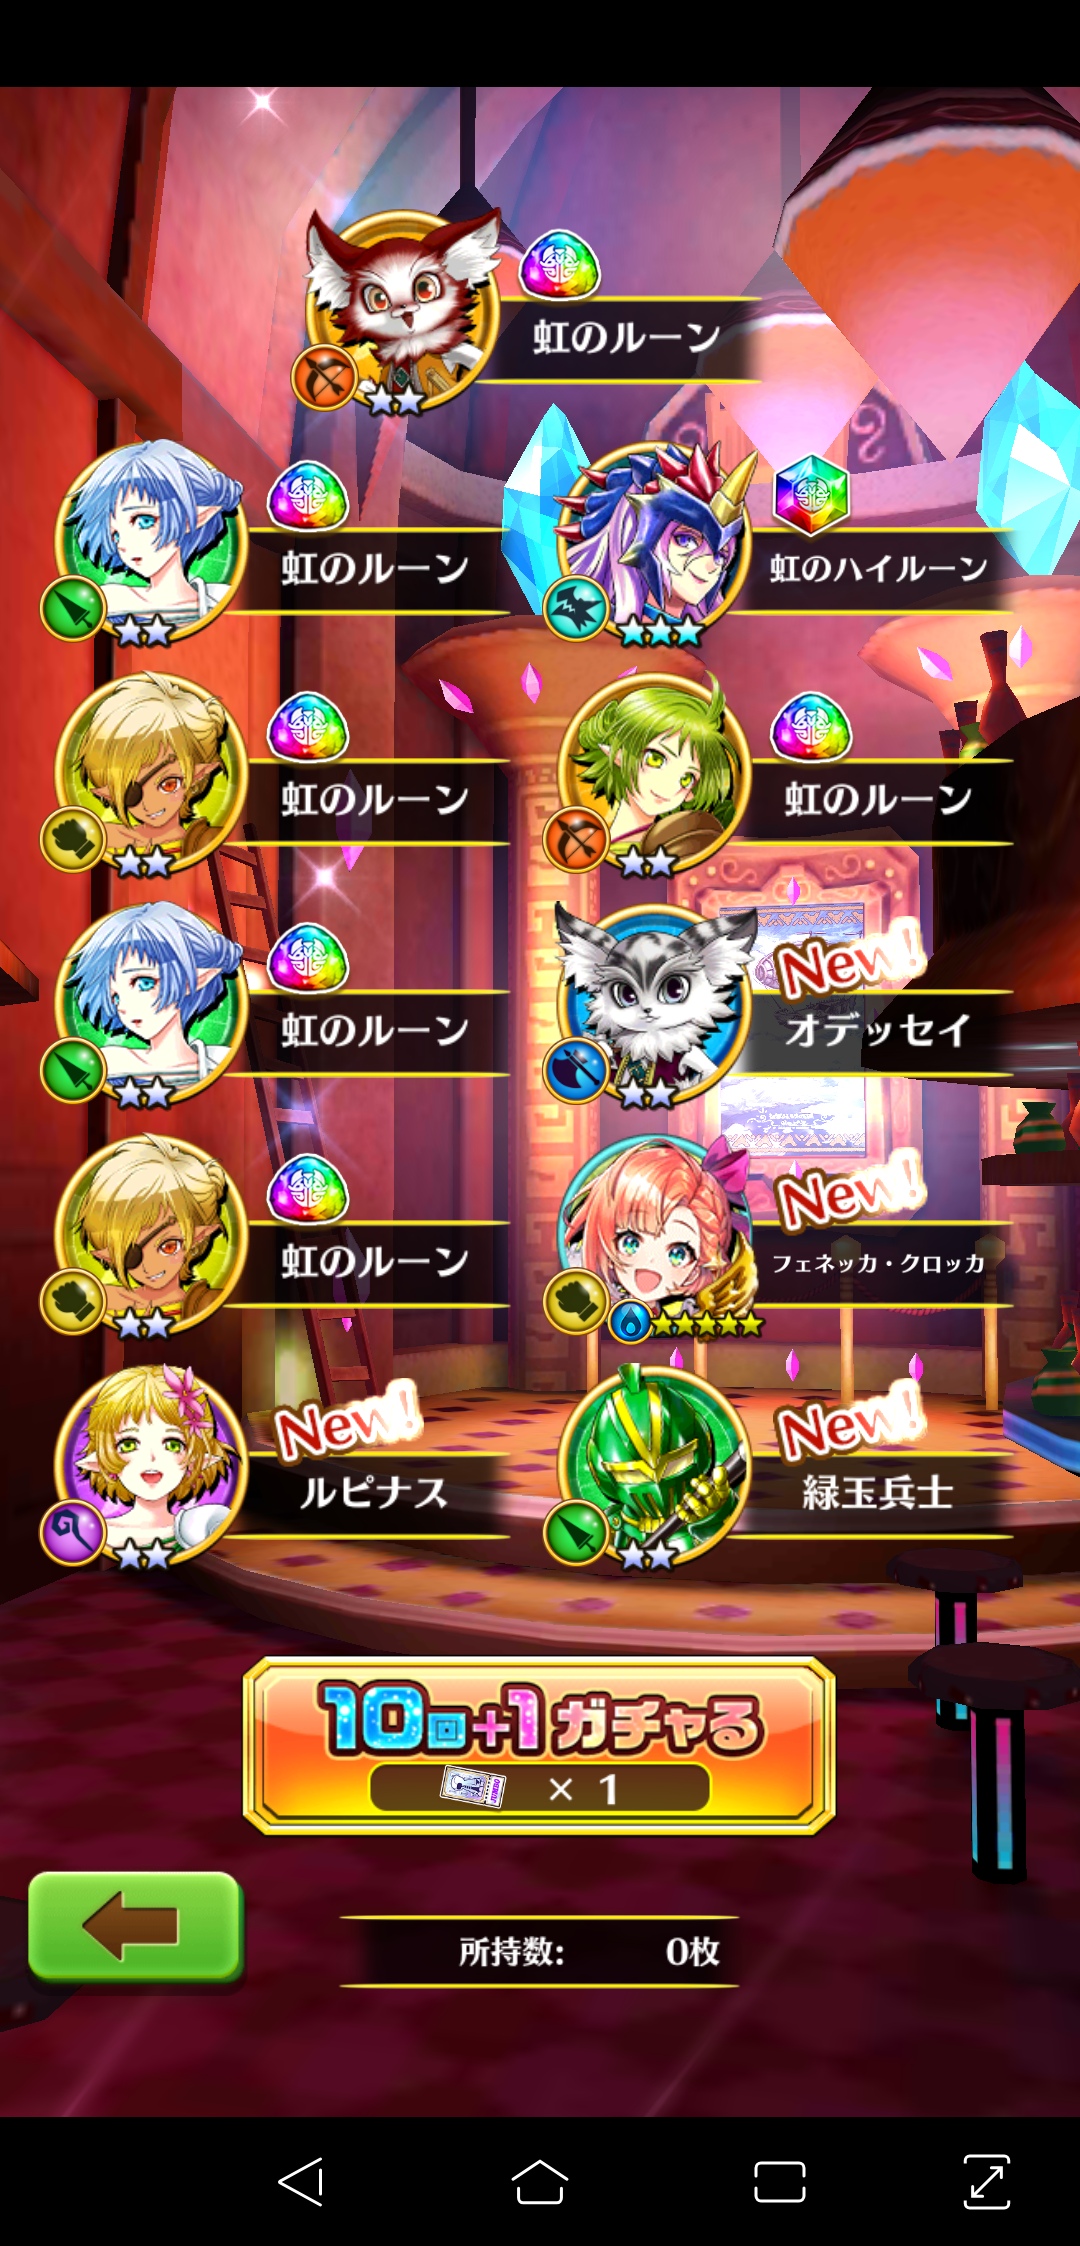 虹のルーン
虹のルーン
虹のハイルーン
虹のルーン
虹のルーン
虹のルーン
New!
オデッセイ
虹のルーン
New!
フェネッカ・クロッカ
New!
ルピナス
New!
緑玉兵士
10回+1ガチャる
JUMBO
× 1
所持数: 0枚